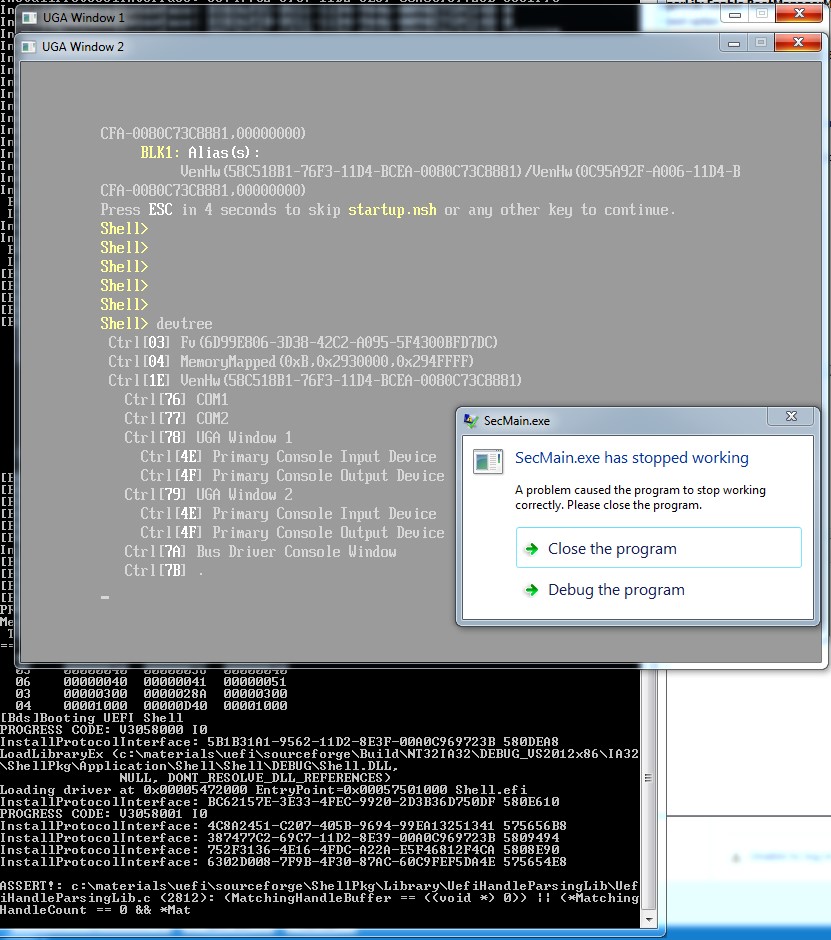 UGA Window 1
UGA Window 2
CFA-0080C73C8881,00000000)
BLK1: Alias(s):
VenHw(58C518B1-76F3-11D4-BCEA-0080C73C8881)/VenHw(0C95A92F-A006-11D4-B
CFA-0080C73C8881,00000000)
Press ESC in 4 seconds to skip startup.nsh or any other key to continue.
Shell>
Shell>
Shell>
Shell>
Shell>
Shell> devtree
Ctrl[03] Fv(6D99E806-3D38-42C2-A095-5F4300BFD7DC)
Ctrl[04] MemoryMapped(0xB,0x2930000,0x294FFFF)
Ctrl[1E] VenHw(58C518B1-76F3-11D4-BCEA-0080C73C8881)
Ctrl[76] COM1
Ctrl[77] COM2
Ctrl[78] UGA Window 1
Ctrl[4E] Primary Console Input Device
Ctrl[4F] Primary Console Output Device
Ctrl[79] UGA Window 2
Ctrl[4E] Primary Console Input Device
Ctrl[4F] Primary Console Output Device
Ctrl[7A] Bus Driver Console Window
Ctrl[7B] .
_
SecMain.exe
SecMain.exe has stopped working
A problem caused the program to stop working
correctly. Please close the program.
Close the program
Debug the program
06 00000040 00000041 00000051
03 00000300 0000028A 00000300
04 00001000 00000D40 00001000
[Bds]Booting UEFI Shell
PROGRESS CODE: V3058000 I0
InstallProtocolInterface: 5B1B31A1-9562-11D2-8E3F-00A0C969723B 580DEA8
LoadLibraryEx (c:\materials\uefi\sourceforge\Build\NT32IA32\DEBUG_VS2012x86\IA32
\ShellPkg\Application\Shell\Shell\DEBUG\Shell.DLL,
NULL, DONT_RESOLVE_DLL_REFERENCES)
Loading driver at 0x00005472000 EntryPoint=0x00057501000 Shell.efi
InstallProtocolInterface: BC62157E-3E33-4FEC-9920-2D3B36D750DF 580E610
PROGRESS CODE: V3058001 I0
InstallProtocolInterface: 4C8A2451-C207-405B-9694-99EA13251341 575656B8
InstallProtocolInterface: 387477C2-69C7-11D2-8E39-00A0C969723B 5809494
InstallProtocolInterface: 752F3136-4E16-4FDC-A22A-E5F46812F4CA 5808E90
InstallProtocolInterface: 6302D008-7F9B-4F30-87AC-60C9FEF5DA4E 575654E8
ASSERT!: c:\materials\uefi\sourceforge\ShellPkg\Library\UefiHandleParsingLib\Uef
iHandleParsingLib.c (2812): (MatchingHandleBuffer == ((void *) 0)) || (*Matching
HandleCount == 0 && *Mat